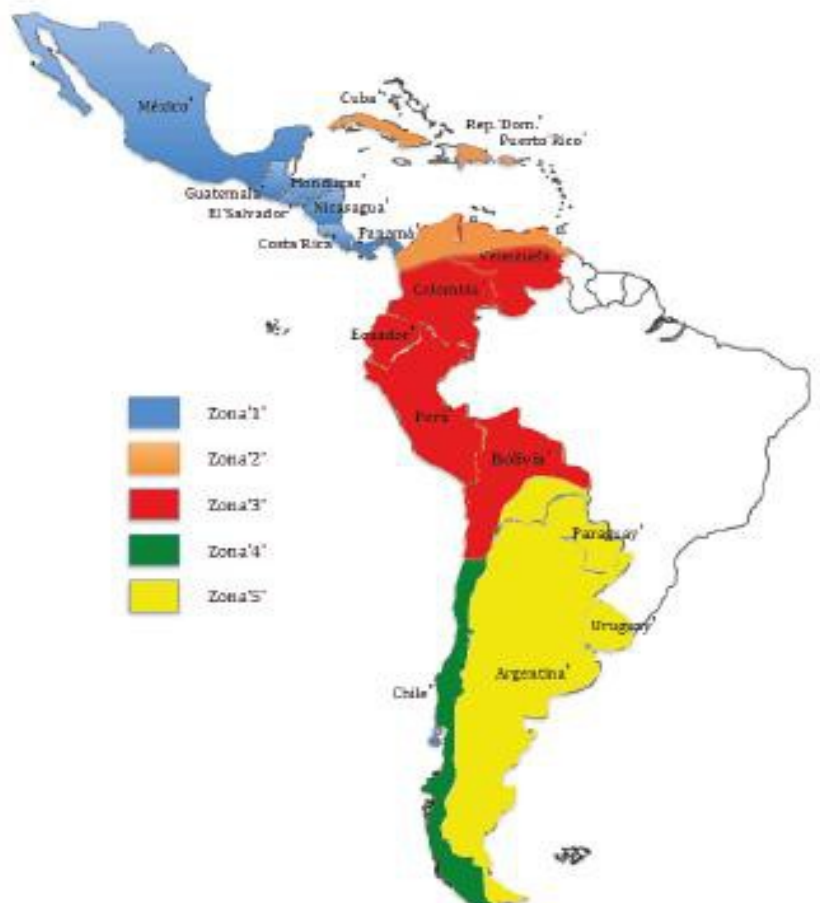 México'
Cuba'
Rep.'Dom.'
Puerto'Rico'
Guatemala'
Honduras'
El'Salvador'
Nicaragua'
Costa'Rica'
Panamá'
Venezuela
Colombia'
Ecuador'
Perú'
Bolivia'
Paraguay'
Uruguay'
Argentina'
Chile'
Zona'1'
Zona'2'
Zona'3'
Zona'4'
Zona'5'